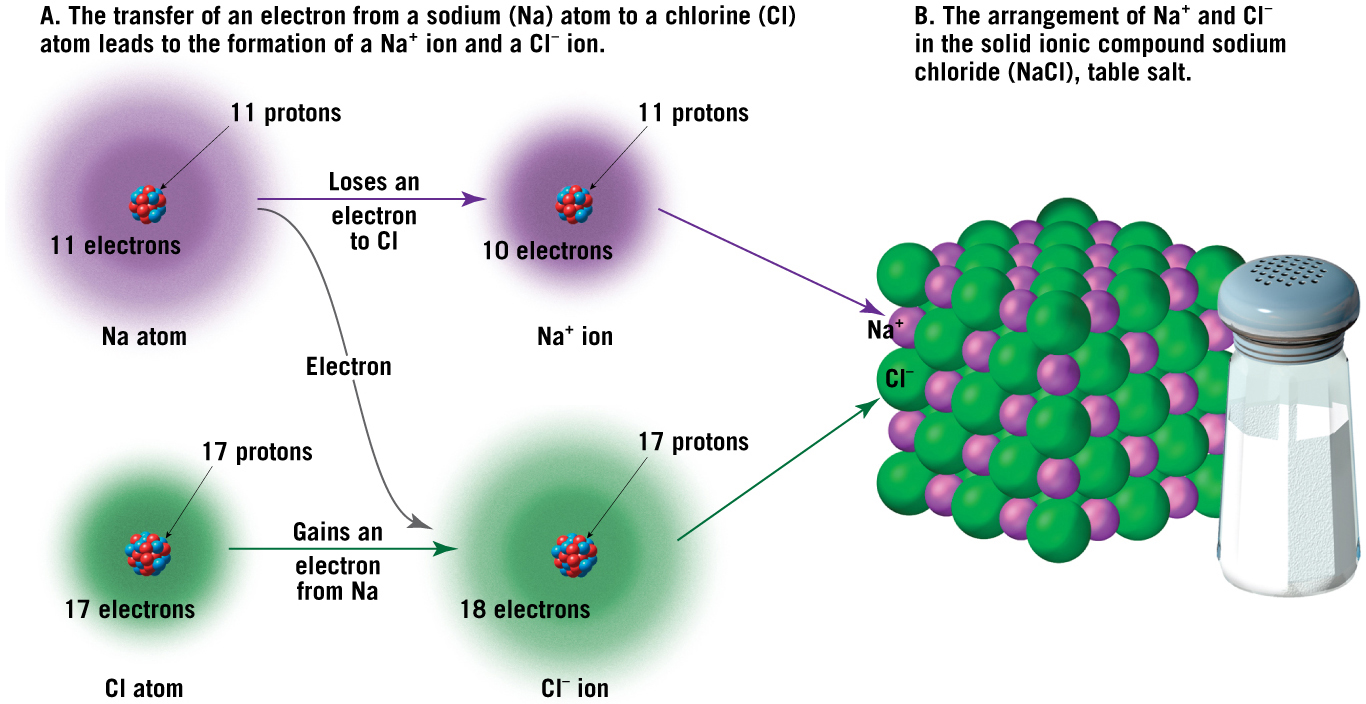 A. The transfer of an electron from a sodium (Na) atom to a chlorine (Cl)
atom leads to the formation of a Na⁺ ion and a Cl⁻ ion.
11 protons
11 electrons
Na atom
Loses an
electron
to Cl
11 protons
10 electrons
Na⁺ ion
Electron
17 protons
17 electrons
Cl atom
Gains an
electron
from Na
17 protons
18 electrons
Cl⁻ ion
B. The arrangement of Na⁺ and Cl⁻
in the solid ionic compound sodium
chloride (NaCl), table salt.
Na⁺
Cl⁻